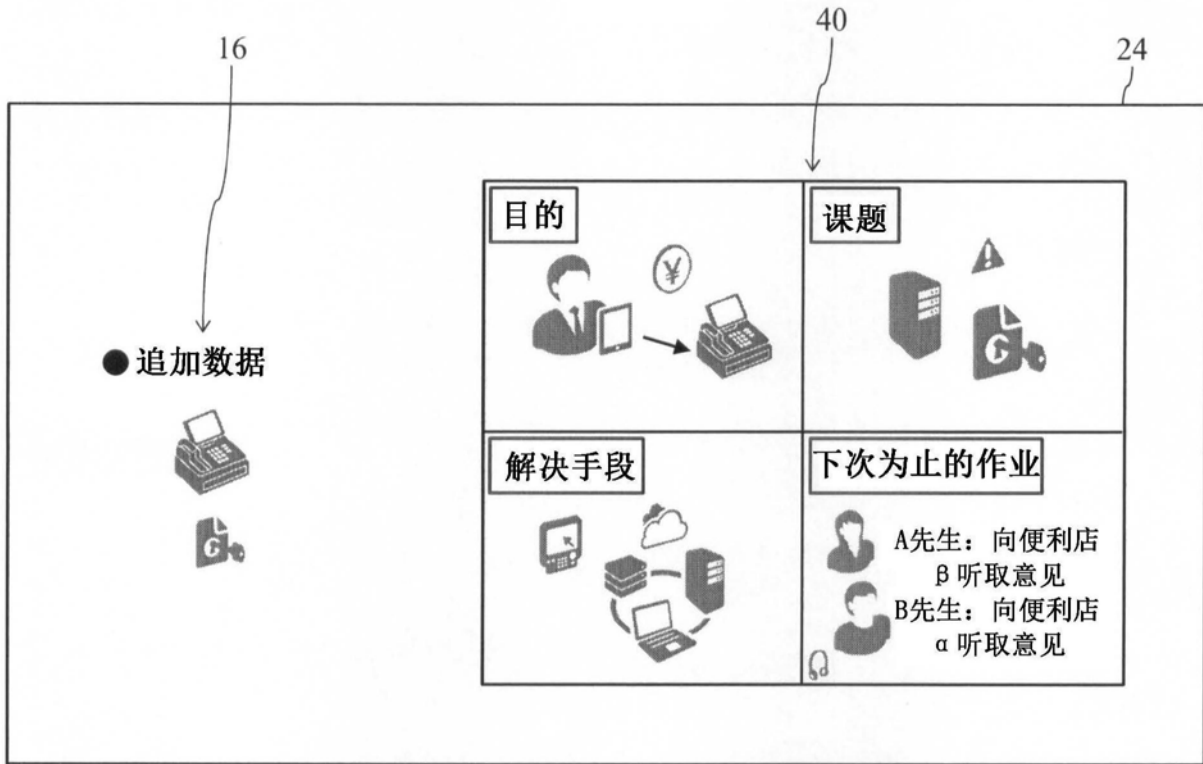 16
40
24
目的
课题
¥
●追加数据
解决手段
下次为止的作业
A先生：向便利店
β听取意见
B先生：向便利店
α听取意见